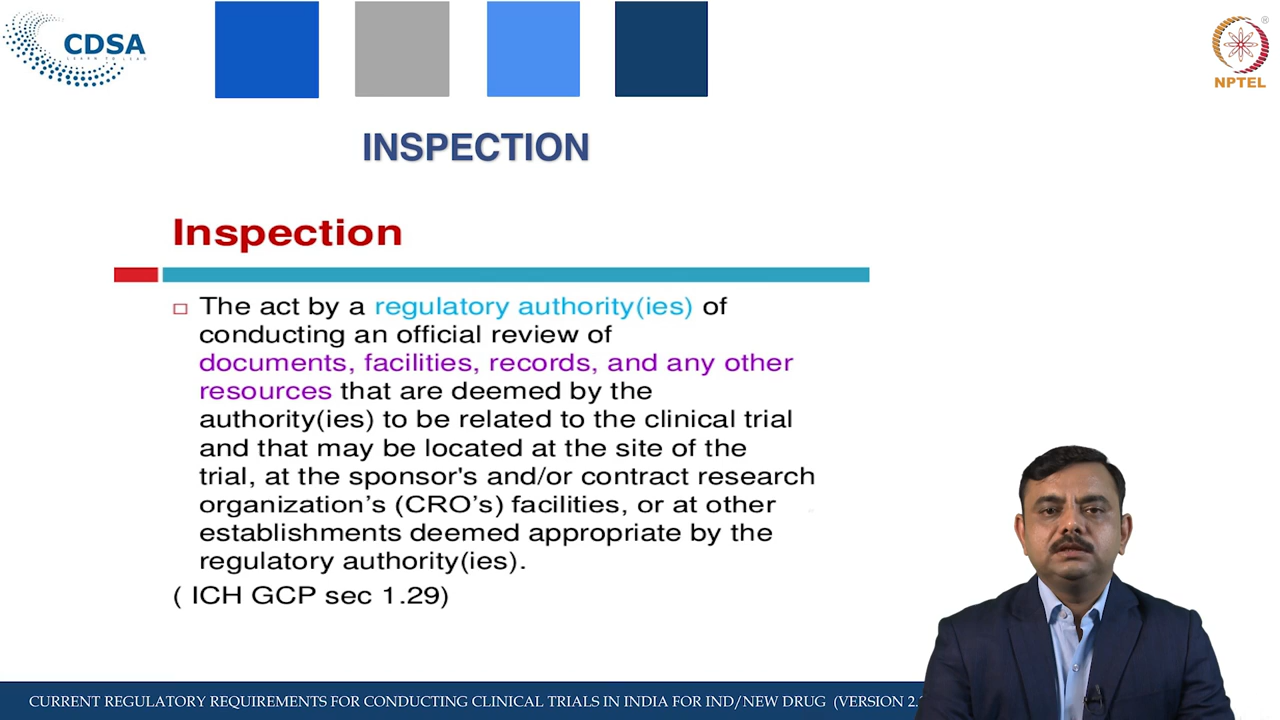 CDSA
LEARN TO LEAD
®
NPTEL
INSPECTION
Inspection
The act by a regulatory authority(ies) of
conducting an official review of
documents, facilities, records, and any other
resources that are deemed by the
authority(ies) to be related to the clinical trial
and that may be located at the site of the
trial, at the sponsor's and/or contract research
organization’s (CRO’s) facilities, or at other
establishments deemed appropriate by the
regulatory authority(ies).
( ICH GCP sec 1.29)
CURRENT REGULATORY REQUIREMENTS FOR CONDUCTING CLINICAL TRIALS IN INDIA FOR IND/NEW DRUG (VERSION 2.